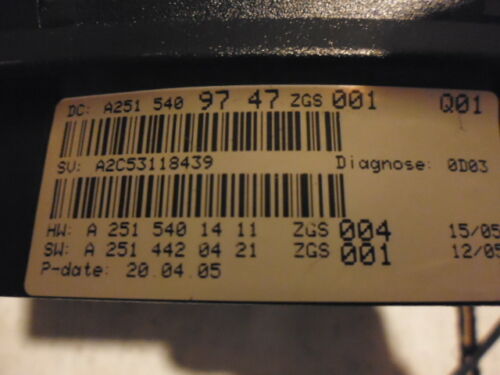 DC: A251 540 97 47 ZGS 001 Q01
SV: A2C53118439 Diagnose: 0D03
HW: A 251 540 14 11 ZGS 004 15/05
SW: A 251 442 04 21 ZGS 001 12/05
P-date: 20.04.05